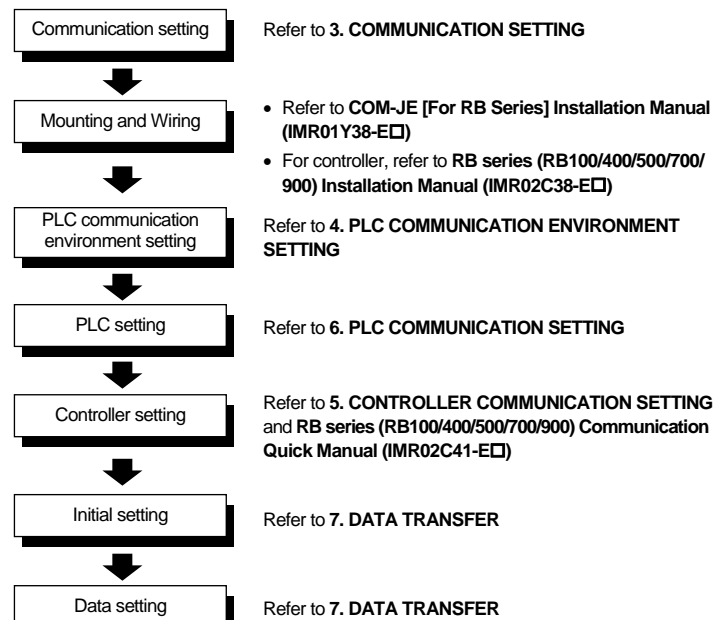 Communication setting
Refer to 3. COMMUNICATION SETTING
Mounting and Wiring
• Refer to COM-JE [For RB Series] Installation Manual
(IMR01Y38-E□)
• For controller, refer to RB series (RB100/400/500/700/
900) Installation Manual (IMR02C38-E□)
PLC communication
environment setting
Refer to 4. PLC COMMUNICATION ENVIRONMENT
SETTING
PLC setting
Refer to 6. PLC COMMUNICATION SETTING
Controller setting
Refer to 5. CONTROLLER COMMUNICATION SETTING
and RB series (RB100/400/500/700/900) Communication
Quick Manual (IMR02C41-E□)
Initial setting
Refer to 7. DATA TRANSFER
Data setting
Refer to 7. DATA TRANSFER